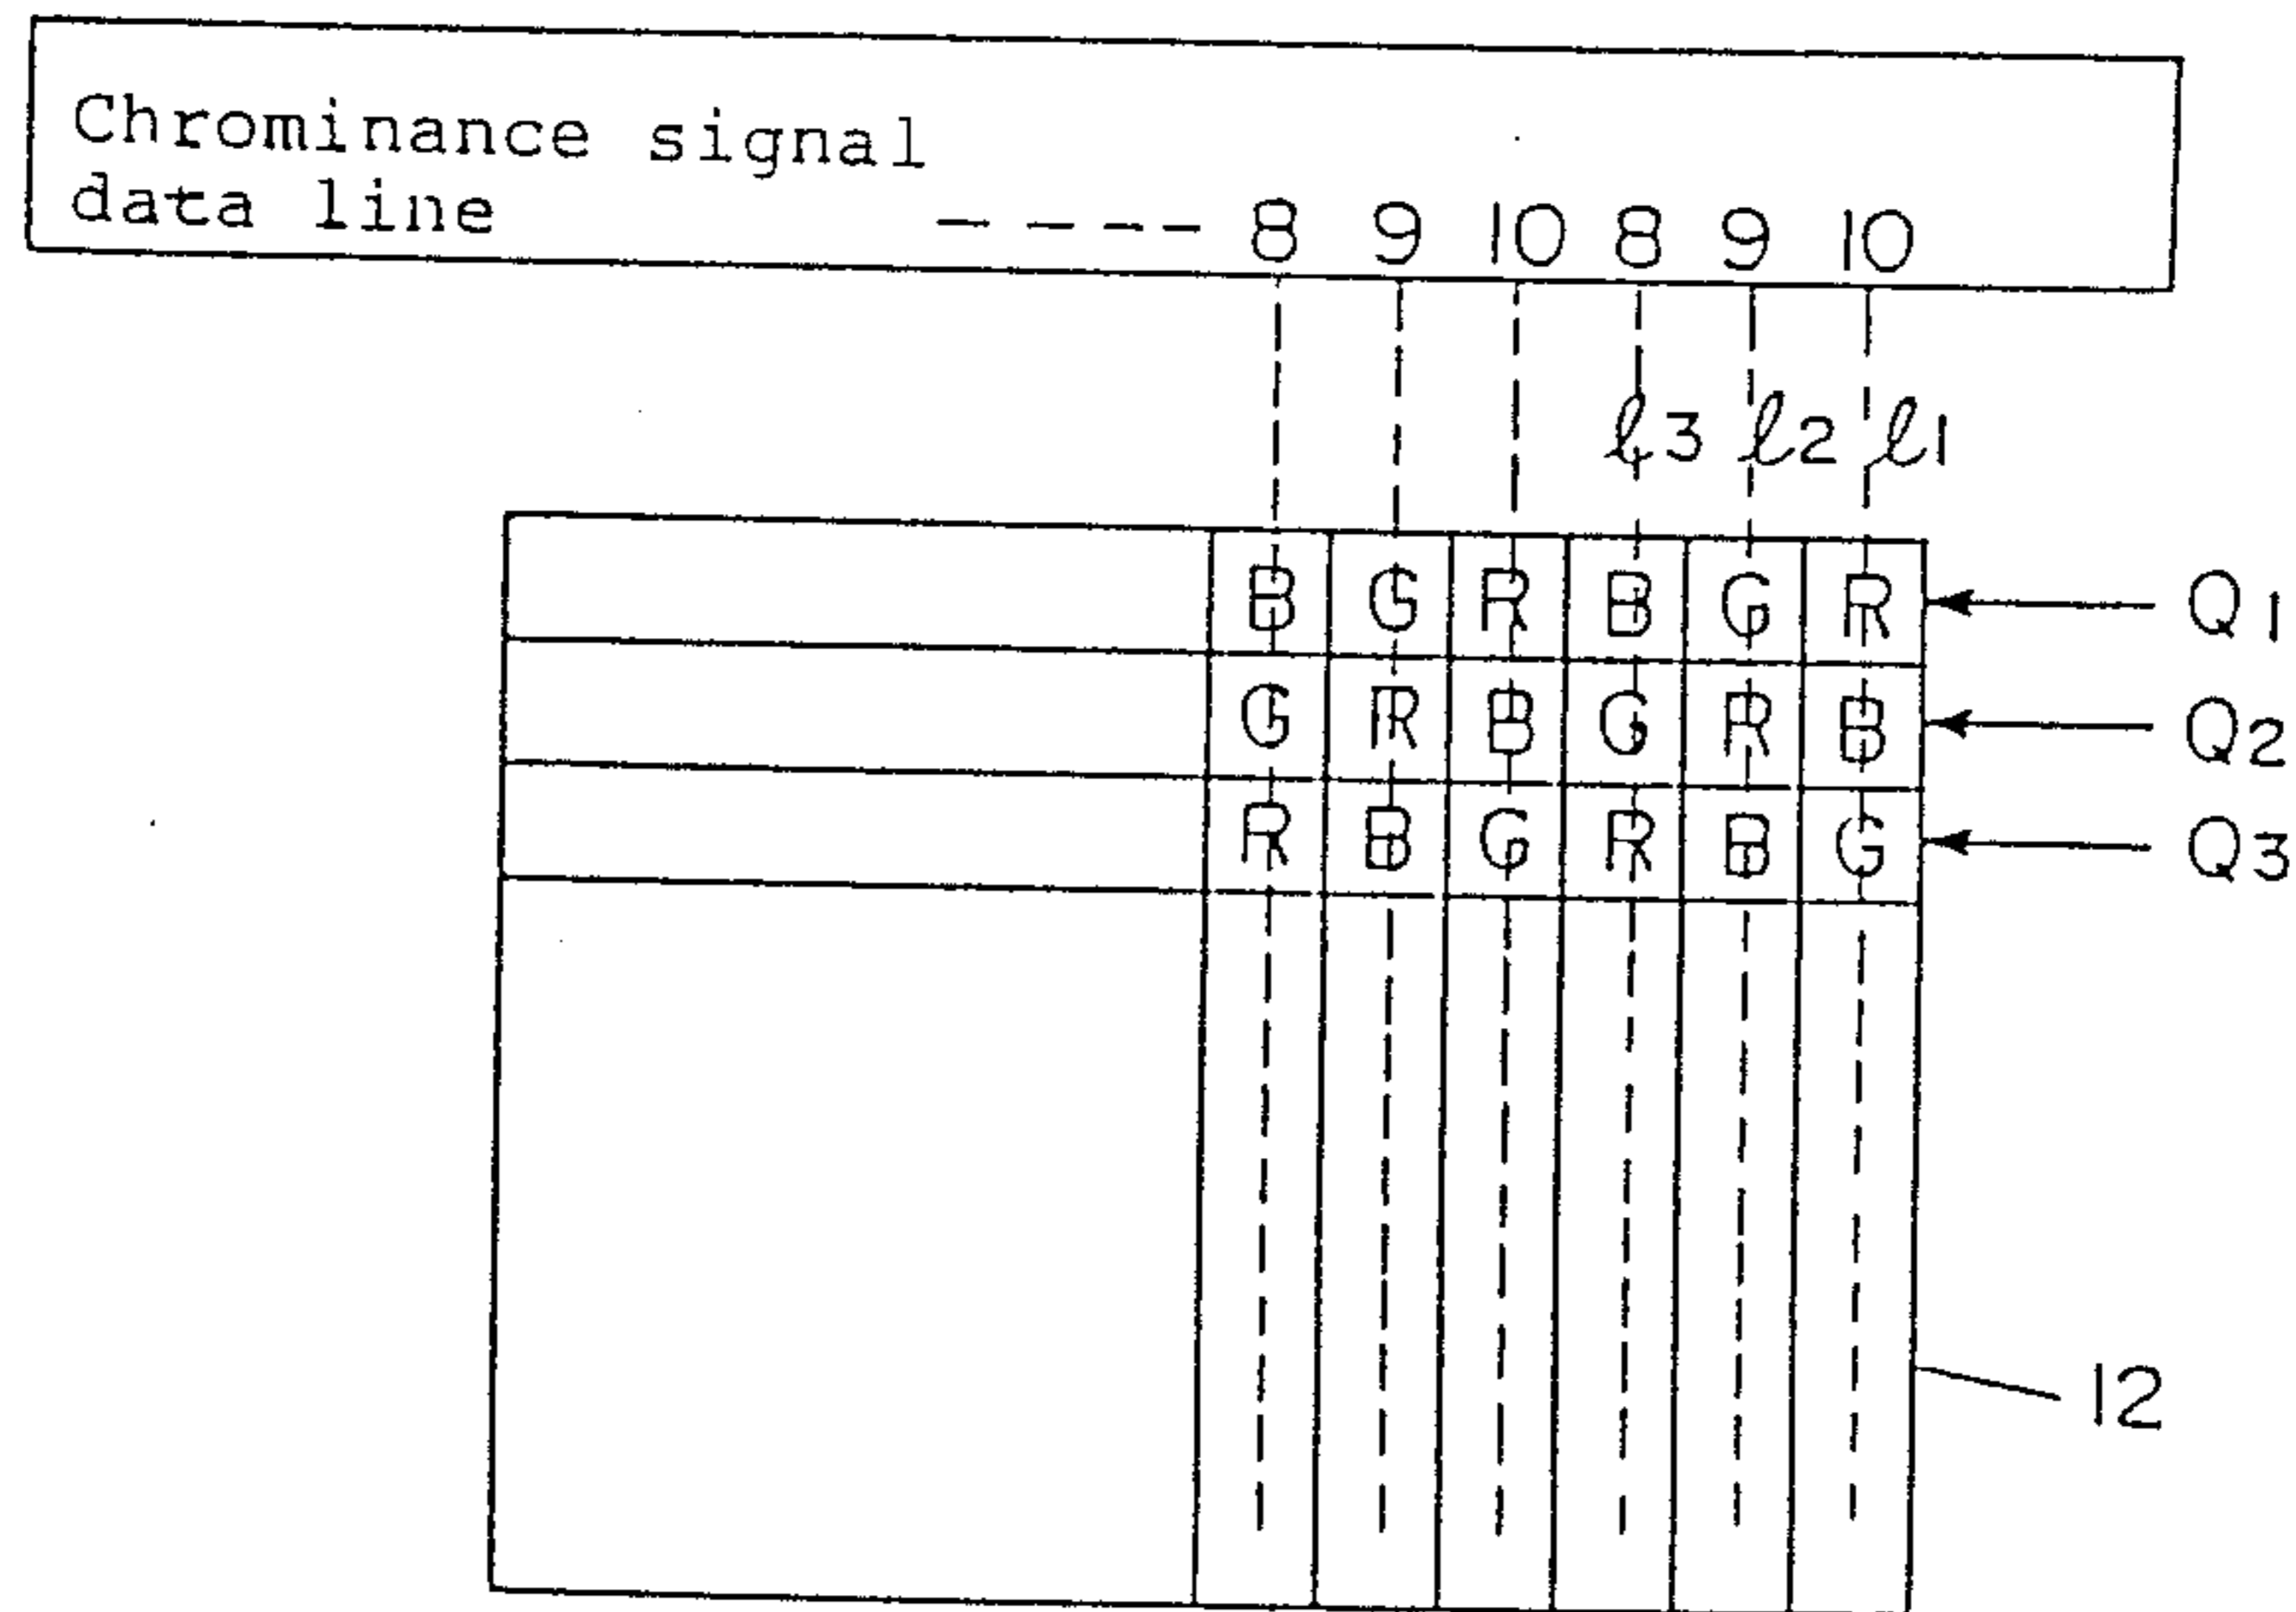 Chrominance signal
data line ---- 8 9 10 8 9 10
ℓ3 ℓ2 ℓ1
B G R B G R Q1
G R B G R B Q2
R B G R B G Q3
12